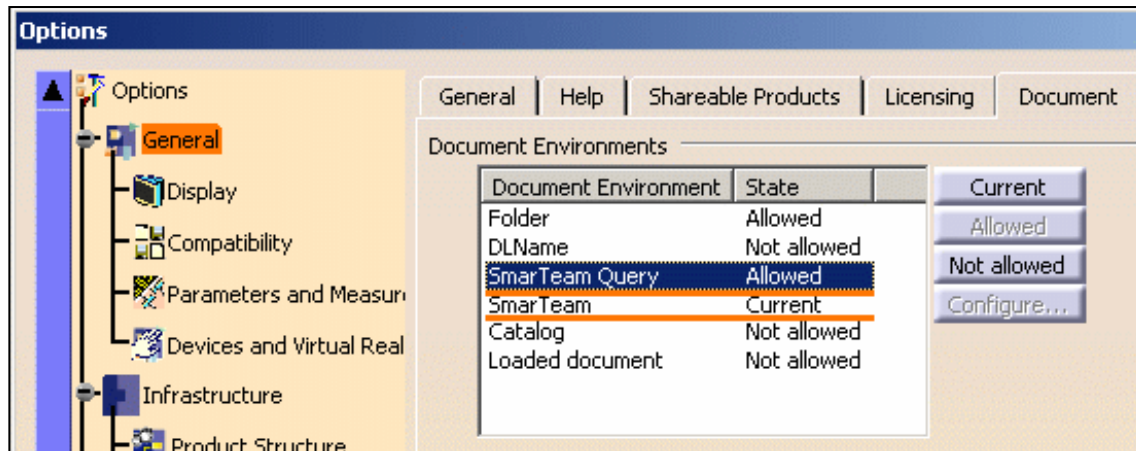 Options
Options
General
Display
Compatibility
Parameters and Measur
Devices and Virtual Real
Infrastructure
Product Structure
General Help Shareable Products Licensing Document
Document Environments
Document Environment State
Folder Allowed
DLName Not allowed
SmarTeam Query Allowed
SmarTeam Current
Catalog Not allowed
Loaded document Not allowed
Current
Allowed
Not allowed
Configure...